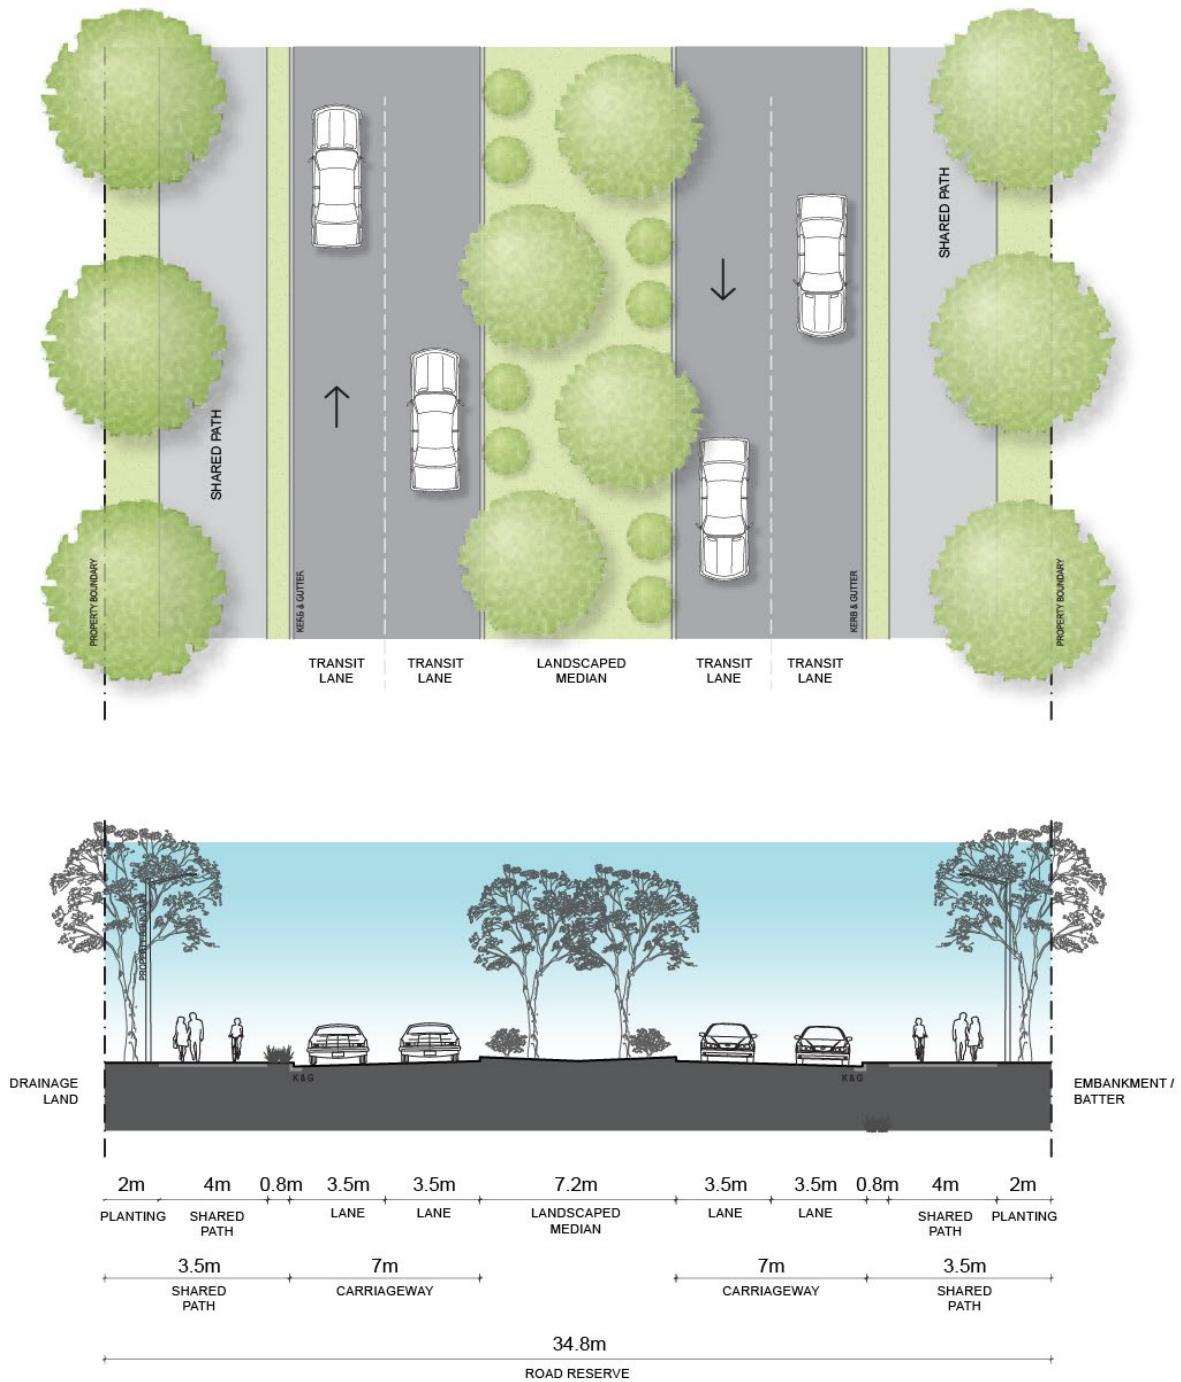 SHARED PATH
SHARED PATH
PROPERTY BOUNDARY
KERB & GUTTER
KERB & GUTTER
PROPERTY BOUNDARY
TRANSIT
LANE
TRANSIT
LANE
LANDSCAPED
MEDIAN
TRANSIT
LANE
TRANSIT
LANE
PROPERTY BOUNDARY
DRAINAGE
LAND
K&G
K&G
EMBANKMENT /
BATTER
2m 4m 0.8m 3.5m 3.5m 7.2m 3.5m 3.5m 0.8m 4m 2m
PLANTING
SHARED
PATH
LANE
LANE
LANDSCAPED
MEDIAN
LANE
LANE
SHARED
PATH
PLANTING
3.5m 7m 7m 3.5m
SHARED
PATH
CARRIAGEWAY
CARRIAGEWAY
SHARED
PATH
34.8m
ROAD RESERVE